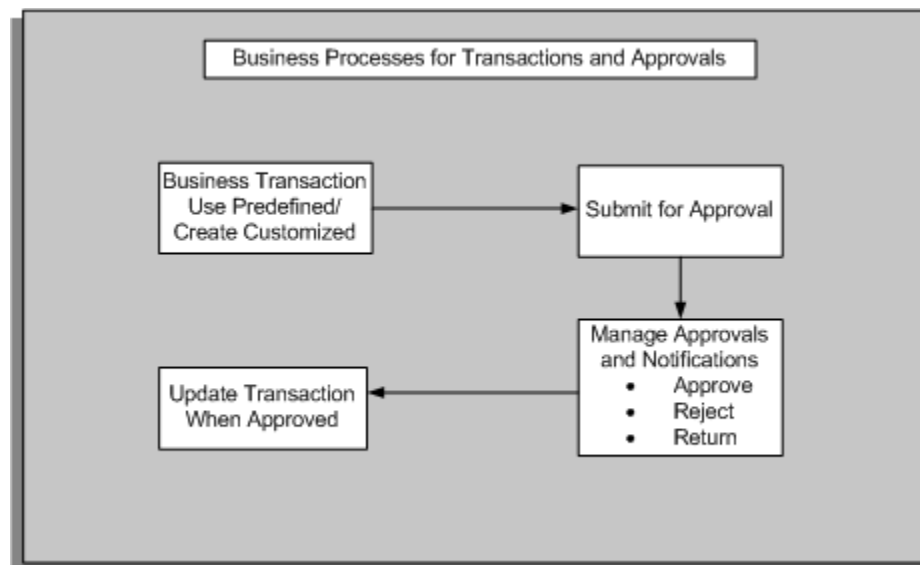 Business Processes for Transactions and Approvals
Business Transaction
Use Predefined/
Create Customized
Submit for Approval
Manage Approvals
and Notifications
• Approve
• Reject
• Return
Update Transaction
When Approved